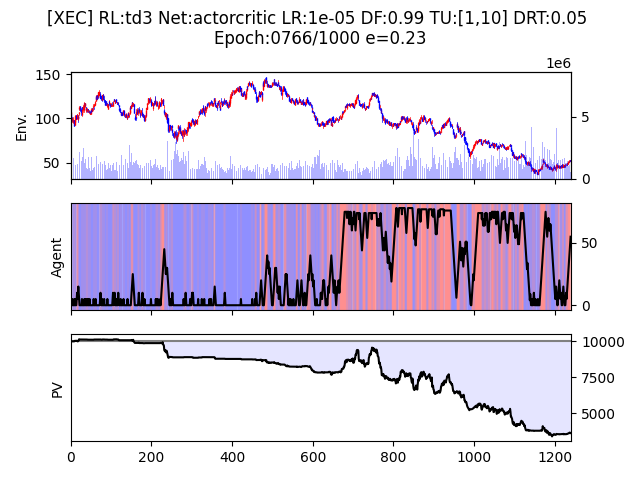 [XEC] RL:td3 Net:actorcritic LR:1e-05 DF:0.99 TU:[1,10] DRT:0.05
Epoch:0766/1000 e=0.23
1e6
150
100
50
Env.
5
0
Agent
50
0
PV
10000
7500
5000
0 200 400 600 800 1000 1200